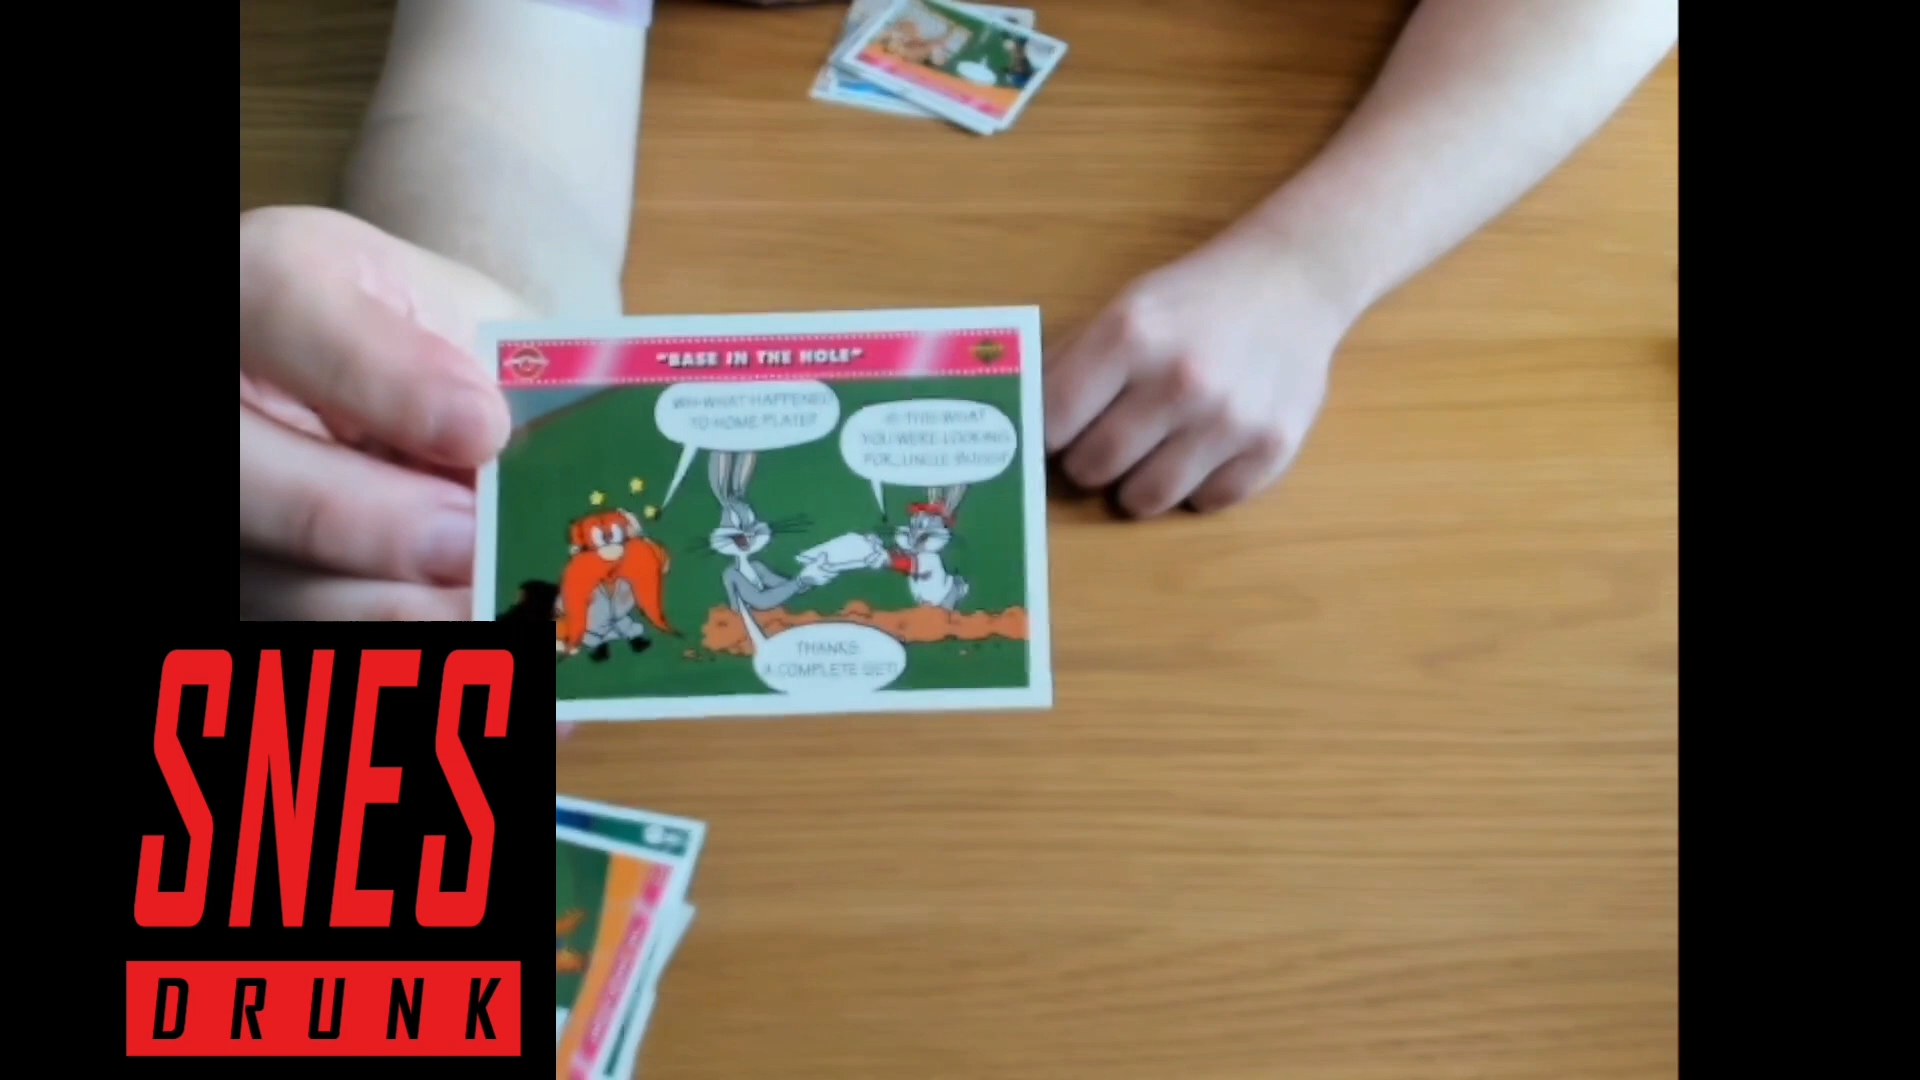 "BASE IN THE HOLE"
WH-WHAT HAPPENED
TO HOME PLATE?
IS THIS WHAT
YOU WERE LOOKING
FOR, UNCLE BUGS?
THANKS.
A COMPLETE SET!
SNES
DRUNK